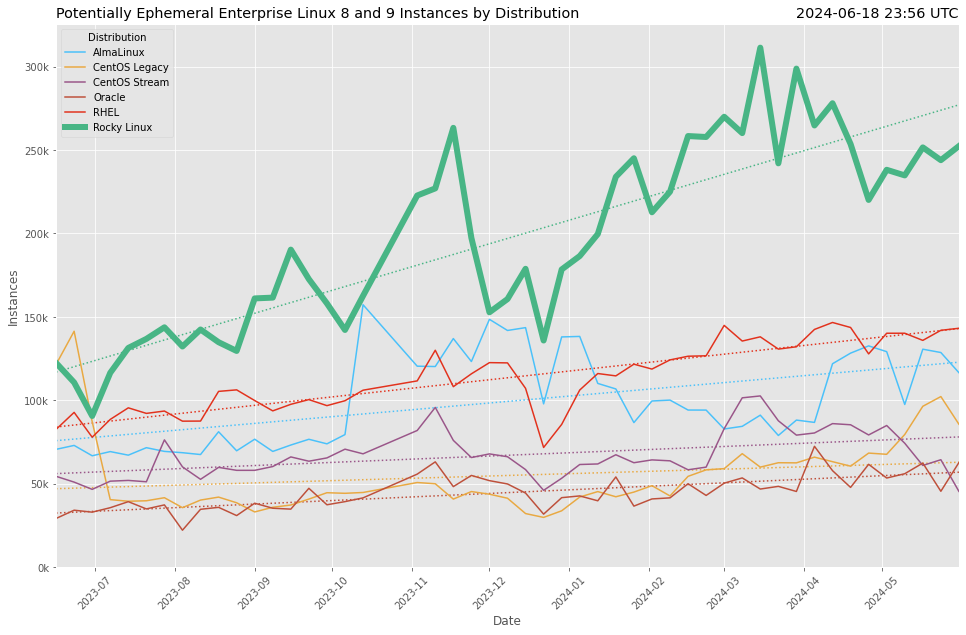 Potentially Ephemeral Enterprise Linux 8 and 9 Instances by Distribution
2024-06-18 23:56 UTC
Distribution
AlmaLinux
CentOS Legacy
CentOS Stream
Oracle
RHEL
Rocky Linux
300k
250k
200k
150k
100k
50k
0k
Instances
2023-07
2023-08
2023-09
2023-10
2023-11
2023-12
2024-01
2024-02
2024-03
2024-04
2024-05
Date